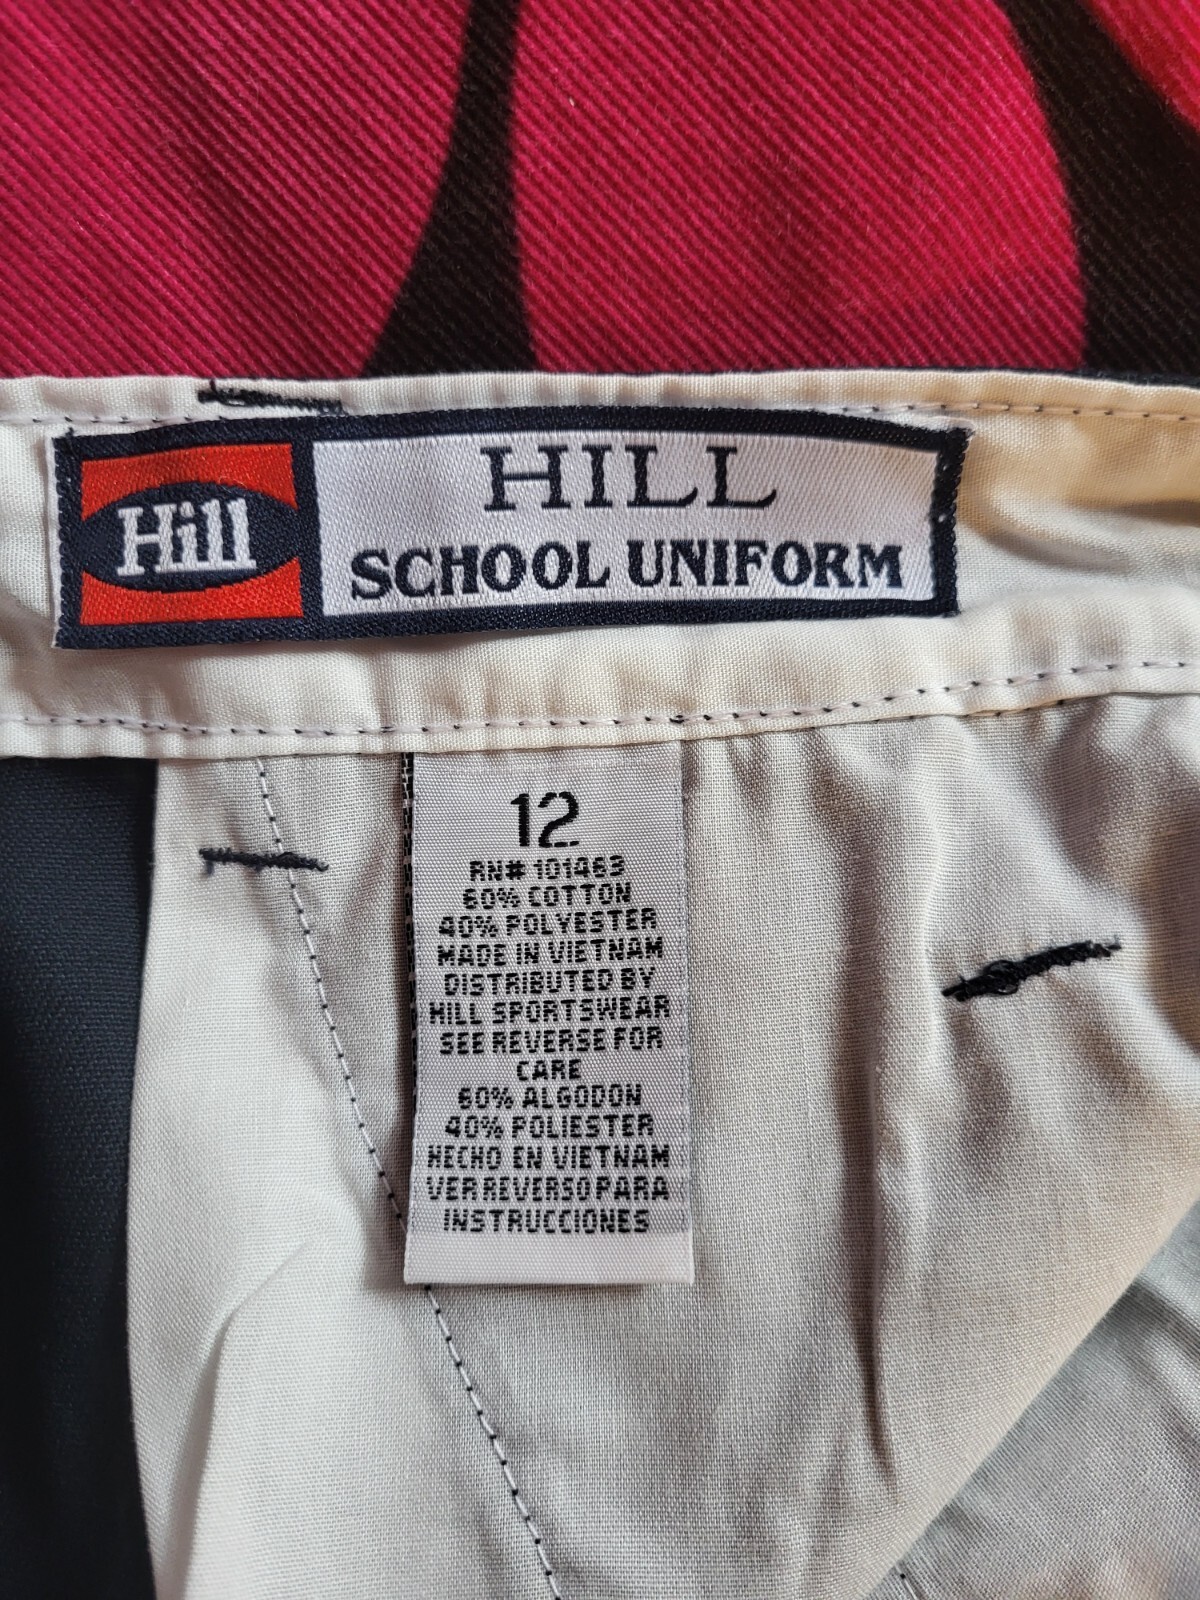 Hill
HILL
SCHOOL UNIFORM
12
RN# 101463
60% COTTON
40% POLYESTER
MADE IN VIETNAM
DISTRIBUTED BY
HILL SPORTSWEAR
SEE REVERSE FOR
CARE
60% ALGODON
40% POLIESTER
HECHO EN VIETNAM
VER REVERSO PARA
INSTRUCCIONES